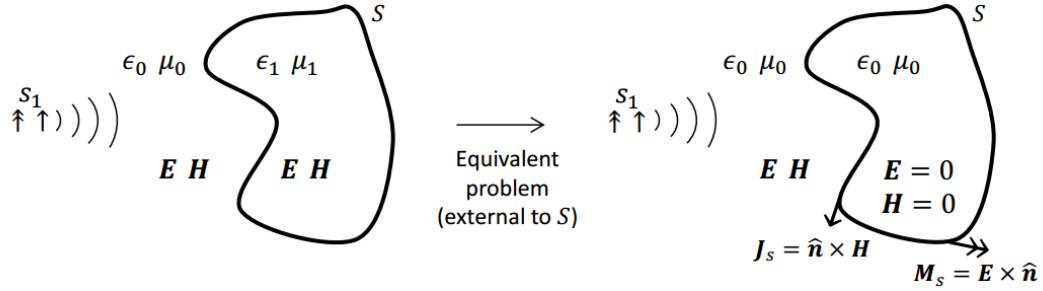 S
ϵ₀ μ₀
ϵ₁ μ₁
s₁
E H
E H
Equivalent
problem
(external to S)
S
ϵ₀ μ₀
ϵ₀ μ₀
s₁
E H
E = 0
H = 0
Jₛ = n̂ × H
Mₛ = E × n̂